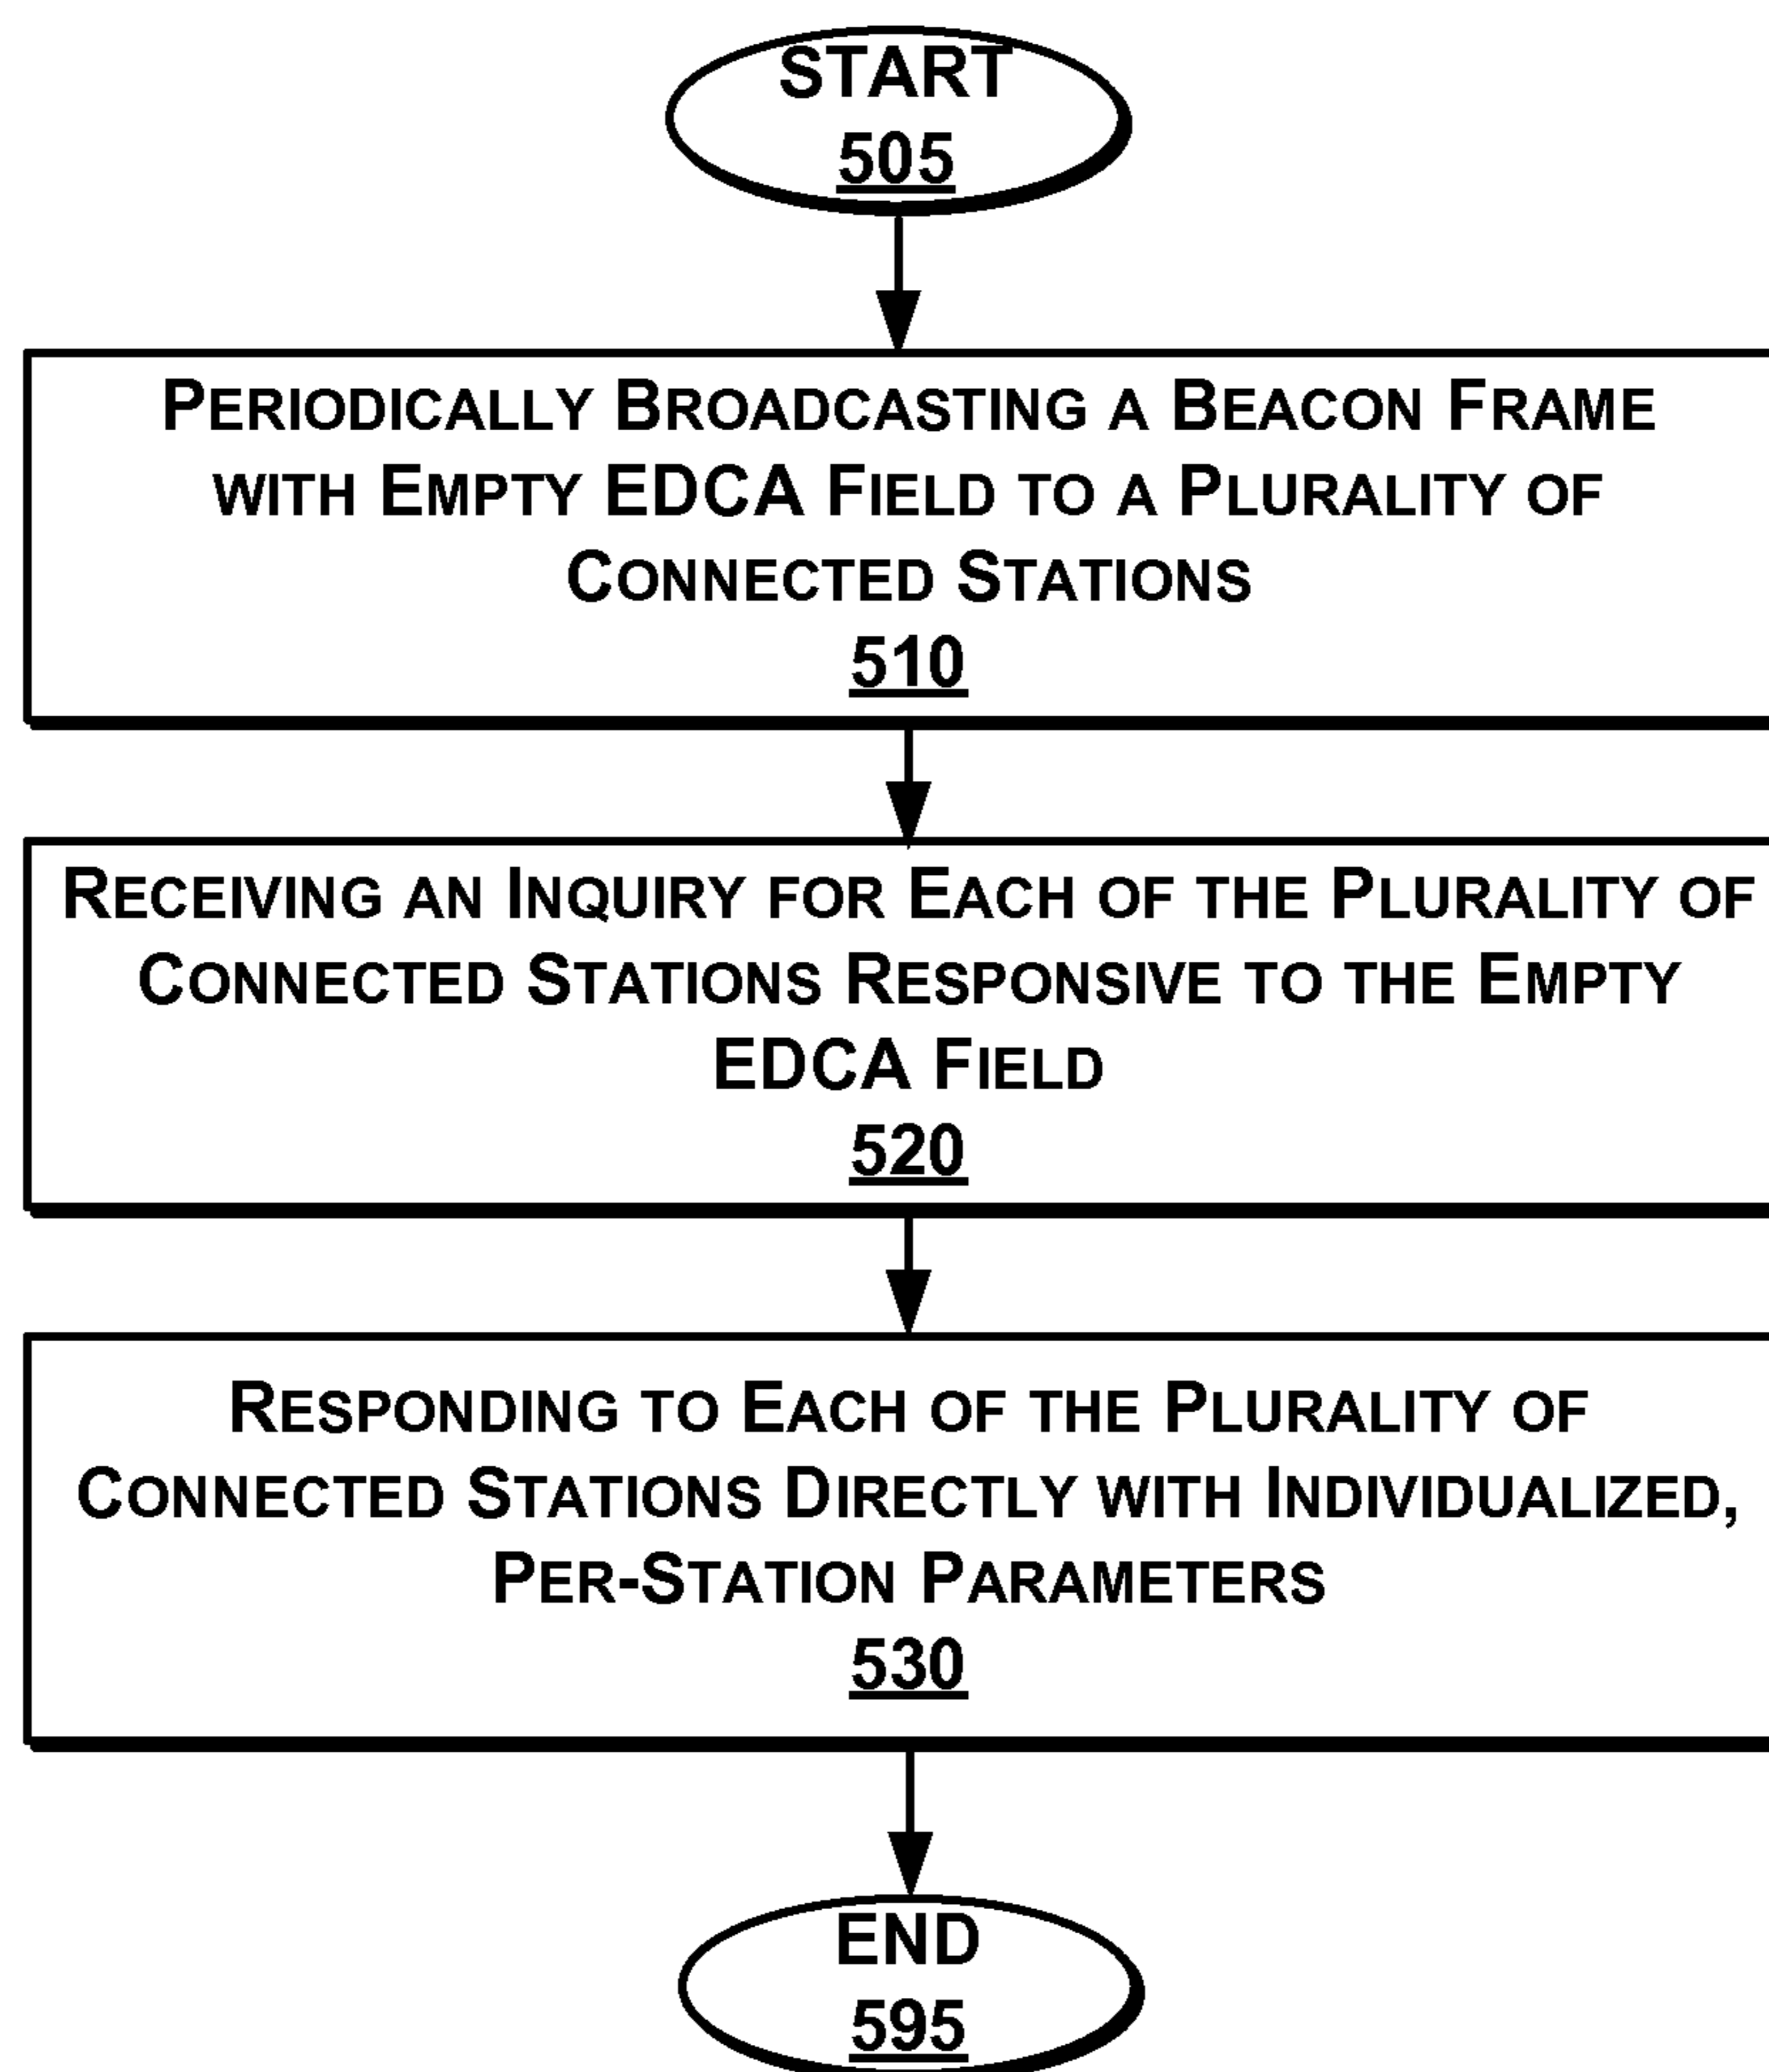 START
505
PERIODICALLY BROADCASTING A BEACON FRAME
WITH EMPTY EDCA FIELD TO A PLURALITY OF
CONNECTED STATIONS
510
RECEIVING AN INQUIRY FOR EACH OF THE PLURALITY OF
CONNECTED STATIONS RESPONSIVE TO THE EMPTY
EDCA FIELD
520
RESPONDING TO EACH OF THE PLURALITY OF
CONNECTED STATIONS DIRECTLY WITH INDIVIDUALIZED,
PER-STATION PARAMETERS
530
END
595